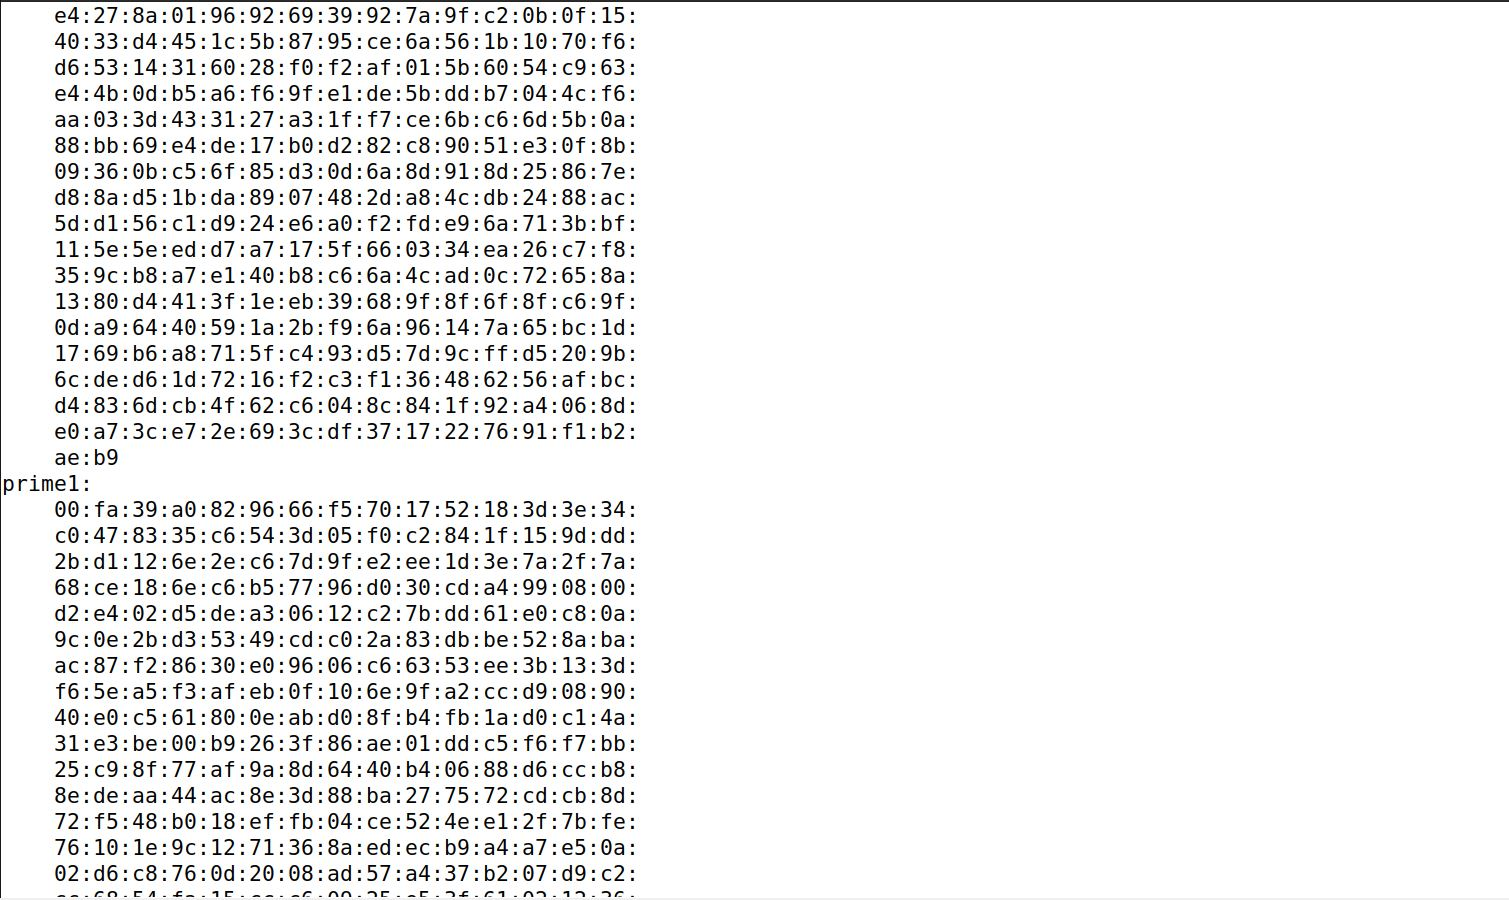 e4:27:8a:01:96:92:69:39:92:7a:9f:c2:0b:0f:15:
40:33:d4:45:1c:5b:87:95:ce:6a:56:1b:10:70:f6:
d6:53:14:31:60:28:f0:f2:af:01:5b:60:54:c9:63:
e4:4b:0d:b5:a6:f6:9f:e1:de:5b:dd:b7:04:4c:f6:
aa:03:3d:43:31:27:a3:1f:f7:ce:6b:c6:6d:5b:0a:
88:bb:69:e4:de:17:b0:d2:82:c8:90:51:e3:0f:8b:
09:36:0b:c5:6f:85:d3:0d:6a:8d:91:8d:25:86:7e:
d8:8a:d5:1b:da:89:07:48:2d:a8:4c:db:24:88:ac:
5d:d1:56:c1:d9:24:e6:a0:f2:fd:e9:6a:71:3b:bf:
11:5e:5e:ed:d7:a7:17:5f:66:03:34:ea:26:c7:f8:
35:9c:b8:a7:e1:40:b8:c6:6a:4c:ad:0c:72:65:8a:
13:80:d4:41:3f:1e:eb:39:68:9f:8f:6f:8f:c6:9f:
0d:a9:64:40:59:1a:2b:f9:6a:96:14:7a:65:bc:1d:
17:69:b6:a8:71:5f:c4:93:d5:7d:9c:ff:d5:20:9b:
6c:de:d6:1d:72:16:f2:c3:f1:36:48:62:56:af:bc:
d4:83:6d:cb:4f:62:c6:04:8c:84:1f:92:a4:06:8d:
e0:a7:3c:e7:2e:69:3c:df:37:17:22:76:91:f1:b2:
ae:b9
prime1:
00:fa:39:a0:82:96:66:f5:70:17:52:18:3d:3e:34:
c0:47:83:35:c6:54:3d:05:f0:c2:84:1f:15:9d:dd:
2b:d1:12:6e:2e:c6:7d:9f:e2:ee:1d:3e:7a:2f:7a:
68:ce:18:6e:c6:b5:77:96:d0:30:cd:a4:99:08:00:
d2:e4:02:d5:de:a3:06:12:c2:7b:dd:61:e0:c8:0a:
9c:0e:2b:d3:53:49:cd:c0:2a:83:db:be:52:8a:ba:
ac:87:f2:86:30:e0:96:06:c6:63:53:ee:3b:13:3d:
f6:5e:a5:f3:af:eb:0f:10:6e:9f:a2:cc:d9:08:90:
40:e0:c5:61:80:0e:ab:d0:8f:b4:fb:1a:d0:c1:4a:
31:e3:be:00:b9:26:3f:86:ae:01:dd:c5:f6:f7:bb:
25:c9:8f:77:af:9a:8d:64:40:b4:06:88:d6:cc:b8:
8e:de:aa:44:ac:8e:3d:88:ba:27:75:72:cd:cb:8d:
72:f5:48:b0:18:ef:fb:04:ce:52:4e:e1:2f:7b:fe:
76:10:1e:9c:12:71:36:8a:ed:ec:b9:a4:a7:e5:0a:
02:d6:c8:76:0d:20:08:ad:57:a4:37:b2:07:d9:c2: